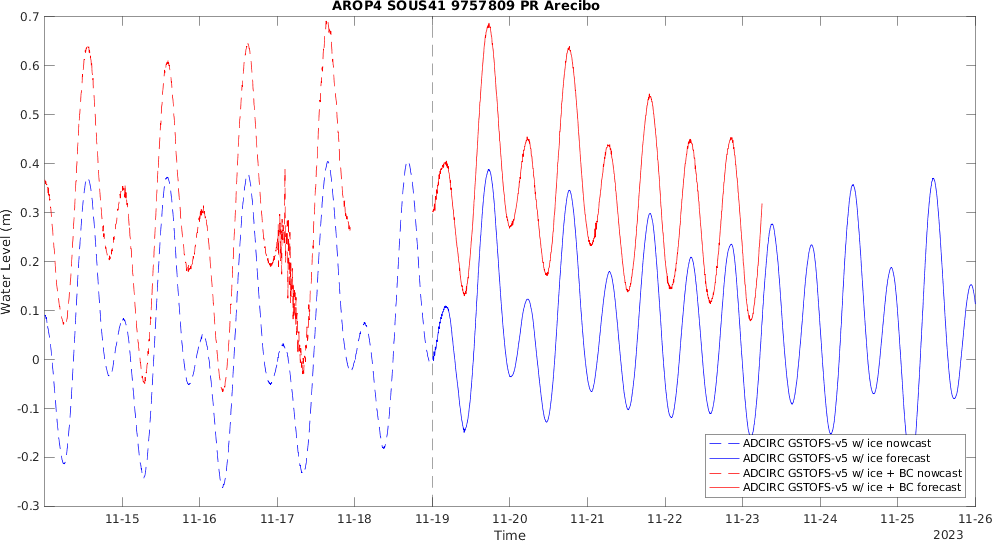 AROP4 SOUS41 9757809 PR Arecibo
0.7
0.6
0.5
0.4
0.3
0.2
0.1
0
-0.1
-0.2
-0.3
Water Level (m)
ADCIRC GSTOFS-v5 w/ ice nowcast
ADCIRC GSTOFS-v5 w/ ice forecast
ADCIRC GSTOFS-v5 w/ ice + BC nowcast
ADCIRC GSTOFS-v5 w/ ice + BC forecast
11-15 11-16 11-17 11-18 11-19 11-20 11-21 11-22 11-23 11-24 11-25 11-26
Time
2023